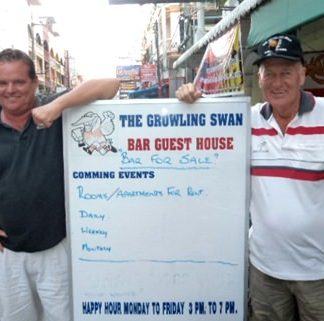 THE GROWLING SWAN
BAR GUEST HOUSE
BAR FOR SALE?
COMMING EVENTS
ROOMS/APARTMENTS FOR RENT.
DAILY
WEEKLY
MONTHLY
HAPPY HOUR MONDAY TO FRIDAY 3 PM. TO 7 PM.